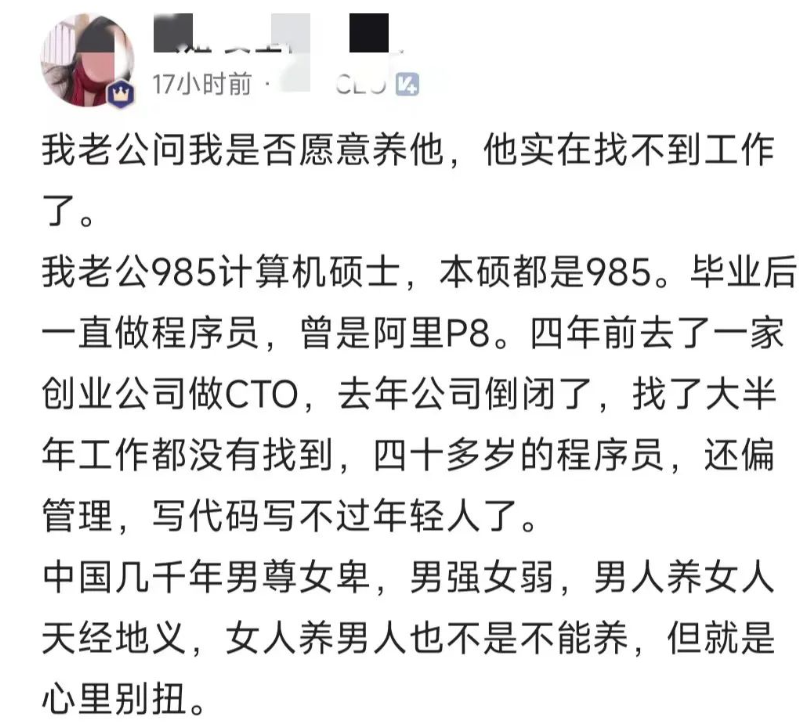 17小时前 ·
我老公问我是否愿意养他，他实在找不到工作
了。
我老公985计算机硕士，本硕都是985。毕业后
一直做程序员，曾是阿里P8。四年前去了一家
创业公司做CTO，去年公司倒闭了，找了大半
年工作都没有找到，四十多岁的程序员，还偏
管理，写代码写不过年轻人了。
中国几千年男尊女卑，男强女弱，男人养女人
天经地义，女人养男人也不是不能养，但就是
心里别扭。